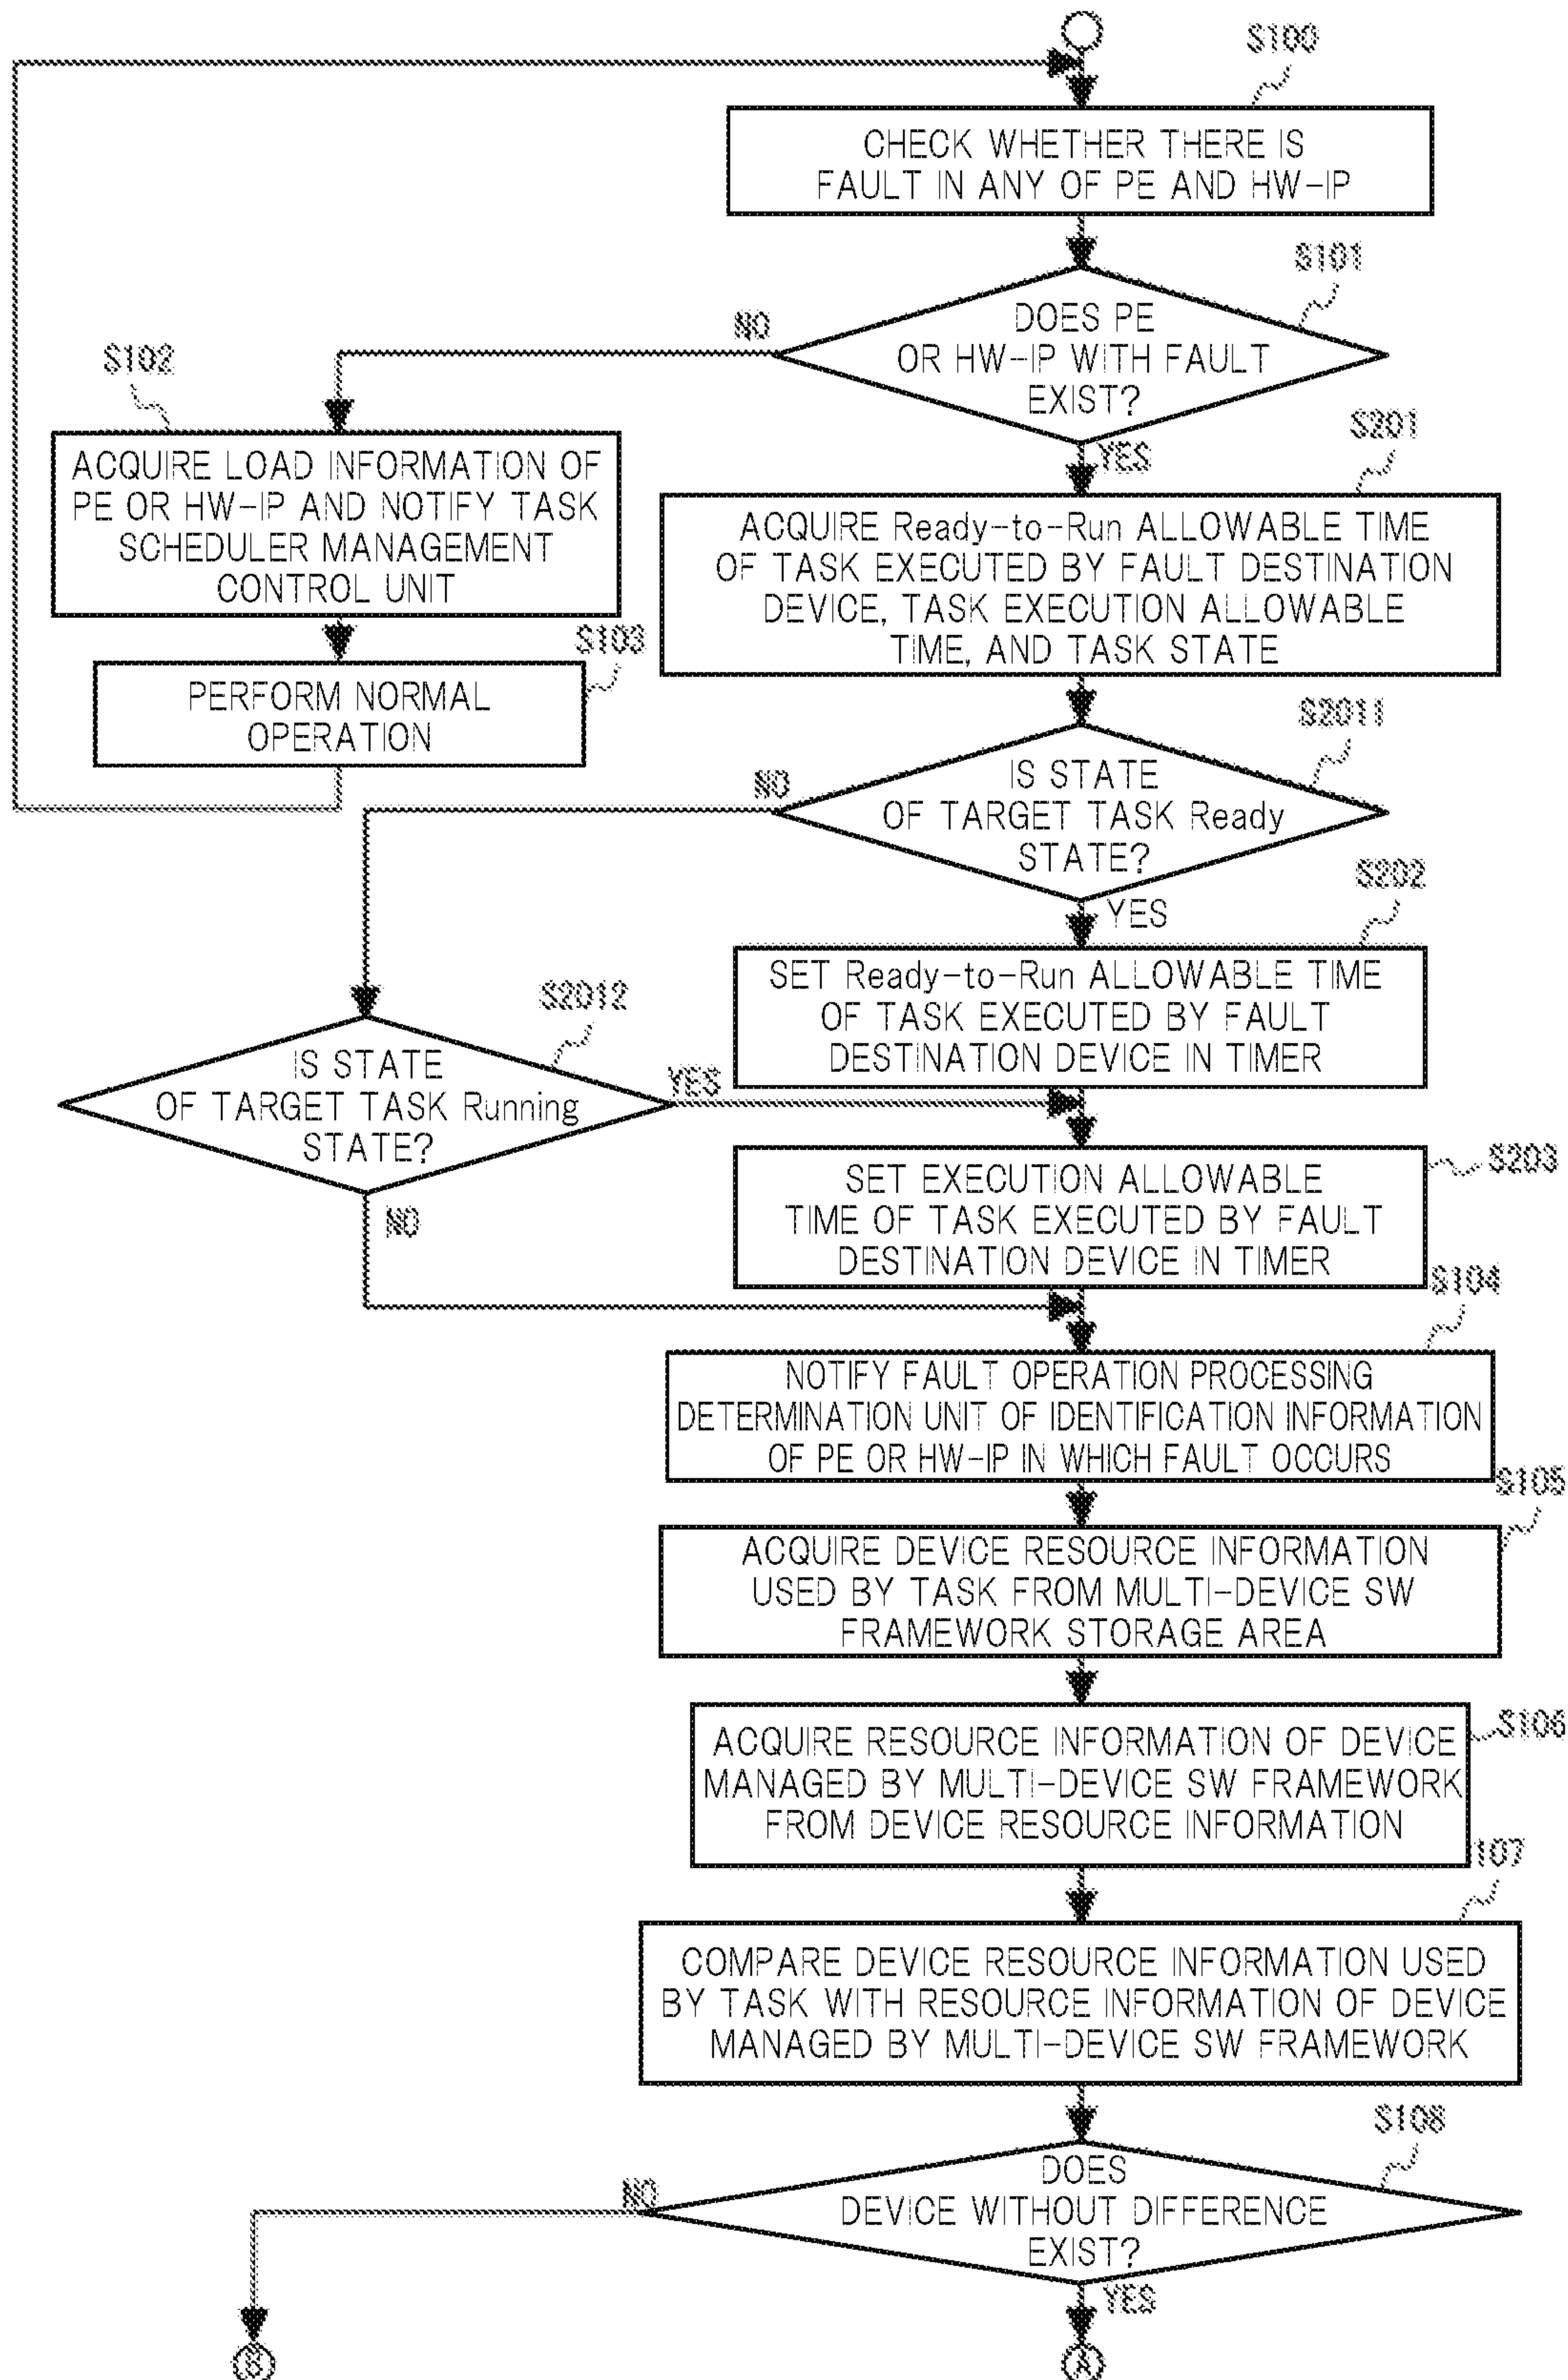 S100
CHECK WHETHER THERE IS
FAULT IN ANY OF PE AND HW-IP
S101
DOES PE
OR HW-IP WITH FAULT
EXIST?
NO
YES
S102
ACQUIRE LOAD INFORMATION OF
PE OR HW-IP AND NOTIFY TASK
SCHEDULER MANAGEMENT
CONTROL UNIT
S103
PERFORM NORMAL
OPERATION
S201
ACQUIRE Ready-to-Run ALLOWABLE TIME
OF TASK EXECUTED BY FAULT DESTINATION
DEVICE, TASK EXECUTION ALLOWABLE
TIME, AND TASK STATE
S2011
IS STATE
OF TARGET TASK Ready
STATE?
NO
YES
S202
SET Ready-to-Run ALLOWABLE TIME
OF TASK EXECUTED BY FAULT
DESTINATION DEVICE IN TIMER
S2012
IS STATE
OF TARGET TASK Running
STATE?
YES
NO
S203
SET EXECUTION ALLOWABLE
TIME OF TASK EXECUTED BY FAULT
DESTINATION DEVICE IN TIMER
S104
NOTIFY FAULT OPERATION PROCESSING
DETERMINATION UNIT OF IDENTIFICATION INFORMATION
OF PE OR HW-IP IN WHICH FAULT OCCURS
S105
ACQUIRE DEVICE RESOURCE INFORMATION
USED BY TASK FROM MULTI-DEVICE SW
FRAMEWORK STORAGE AREA
S106
ACQUIRE RESOURCE INFORMATION OF DEVICE
MANAGED BY MULTI-DEVICE SW FRAMEWORK
FROM DEVICE RESOURCE INFORMATION
107
COMPARE DEVICE RESOURCE INFORMATION USED
BY TASK WITH RESOURCE INFORMATION OF DEVICE
MANAGED BY MULTI-DEVICE SW FRAMEWORK
S108
DOES
DEVICE WITHOUT DIFFERENCE
EXIST?
NO
YES
B
A